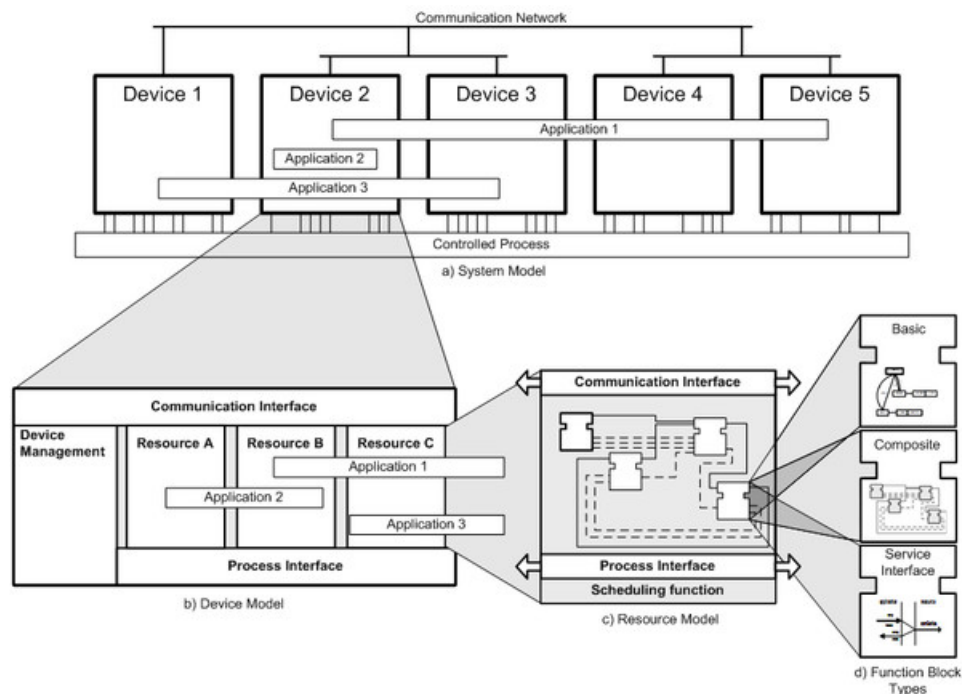 Communication Network
Device 1
Device 2
Device 3
Device 4
Device 5
Application 1
Application 2
Application 3
Controlled Process
a) System Model
Communication Interface
Device
Management
Resource A
Resource B
Resource C
Application 1
Application 2
Application 3
Process Interface
b) Device Model
Communication Interface
Process Interface
Scheduling function
c) Resource Model
Basic
Composite
Service
Interface
d) Function Block
Types